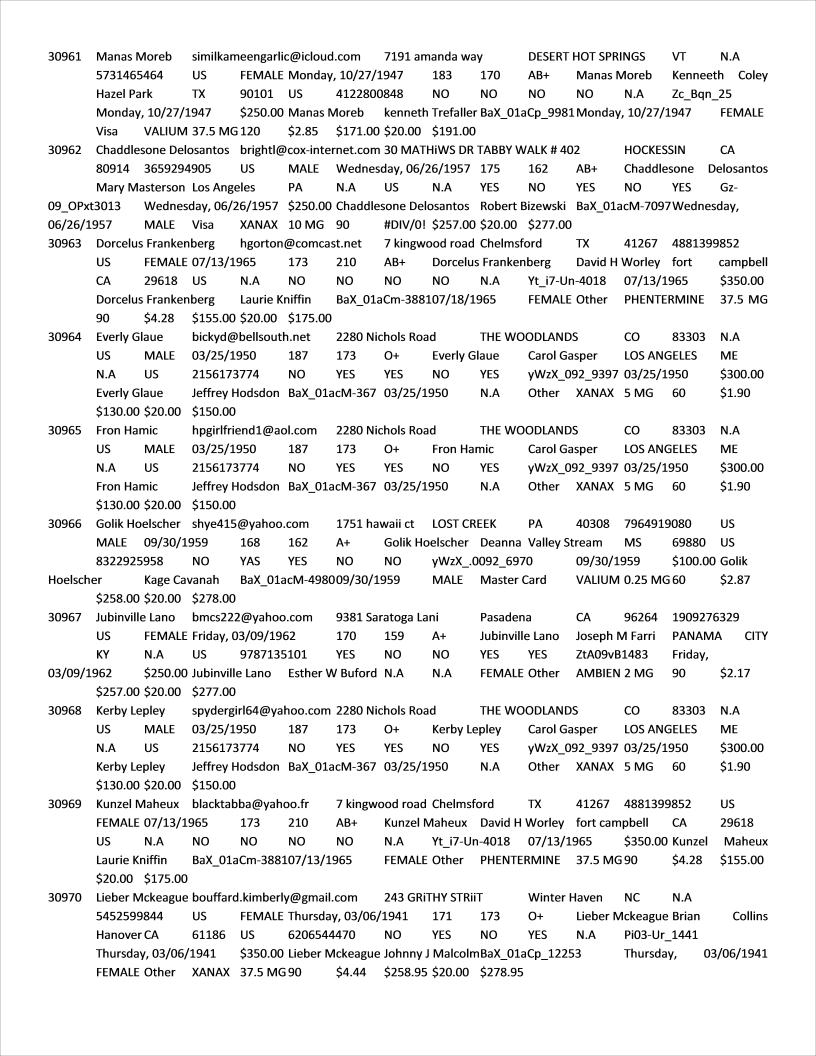 30961 Manas Moreb similkameengarlic@icloud.com 7191 amanda way DESERT HOT SPRINGS VT N.A
5731465464 US FEMALE Monday, 10/27/1947 183 170 AB+ Manas Moreb Kenneeth Coley
Hazel Park TX 90101 US 4122800848 NO NO NO NO N.A Zc_Bqn_25
Monday, 10/27/1947 $250.00 Manas Moreb kenneth Trefaller BaX_01aCp_9981 Monday, 10/27/1947 FEMALE
Visa VALIUM 37.5 MG 120 $2.85 $171.00 $20.00 $191.00
30962 Chaddlesone Delosantos brightl@cox-internet.com 30 MATHiWS DR TABBY WALK # 402 HOCKESSIN CA
80914 3659294905 US MALE Wednesday, 06/26/1957 175 162 AB+ Chaddlesone Delosantos
Mary Masterson Los Angeles PA N.A US N.A YES NO YES NO YES Gz-
09_OPxt3013 Wednesday, 06/26/1957 $250.00 Chaddlesone Delosantos Robert Bizewski BaX_01acM-7097 Wednesday,
06/26/1957 MALE Visa XANAX 10 MG 90 #DIV/0! $257.00 $20.00 $277.00
30963 Dorcelus Frankenberg hgorton@comcast.net 7 kingwood road Chelmsford TX 41267 4881399852
US FEMALE 07/13/1965 173 210 AB+ Dorcelus Frankenberg David H Worley fort campbell
CA 29618 US N.A NO NO NO NO N.A Yt_i7-Un-4018 07/13/1965 $350.00
Dorcelus Frankenberg Laurie Kniffin BaX_01aCm-3881 07/18/1965 FEMALE Other PHENTERMINE 37.5 MG
90 $4.28 $155.00 $20.00 $175.00
30964 Everly Glaue bickyd@bellsouth.net 2280 Nichols Road THE WOODLANDS CO 83303 N.A
US MALE 03/25/1950 187 173 O+ Everly Glaue Carol Gasper LOS ANGELES ME
N.A US 2156173774 NO YES YES NO YES yWzX_092_9397 03/25/1950 $300.00
Everly Glaue Jeffrey Hodsdon BaX_01acM-367 03/25/1950 N.A Other XANAX 5 MG 60 $1.90
$130.00 $20.00 $150.00
30965 Fron Hamic hpgirlfriend1@aol.com 2280 Nichols Road THE WOODLANDS CO 83303 N.A
US MALE 03/25/1950 187 173 O+ Fron Hamic Carol Gasper LOS ANGELES ME
N.A US 2156173774 NO YES YES NO YES yWzX_092_9397 03/25/1950 $300.00
Fron Hamic Jeffrey Hodsdon BaX_01acM-367 03/25/1950 N.A Other XANAX 5 MG 60 $1.90
$130.00 $20.00 $150.00
30966 Golik Hoelscher shye415@yahoo.com 1751 hawaii ct LOST CREEK PA 40308 7964919080 US
MALE 09/30/1959 168 162 A+ Golik Hoelscher Deanna Valley Stream MS 69880 US
8322925958 NO YAS YES NO NO yWzX_.0092_6970 09/30/1959 $100.00 Golik
Hoelscher Kage Cavanah BaX_01acM-4980 09/30/1959 MALE Master Card VALIUM 0.25 MG 60 $2.87
$258.00 $20.00 $278.00
30967 Jubinville Lano bmcs222@yahoo.com 9381 Saratoga Lani Pasadena CA 96264 1909276329
US FEMALE Friday, 03/09/1962 170 159 A+ Jubinville Lano Joseph M Farri PANAMA CITY
KY N.A US 9787135101 YES NO NO YES YES ZtA09vB1483 Friday,
03/09/1962 $250.00 Jubinville Lano Esther W Buford N.A N.A FEMALE Other AMBIEN 2 MG 90 $2.17
$257.00 $20.00 $277.00
30968 Kerby Lepley spydergirl64@yahoo.com 2280 Nichols Road THE WOODLANDS CO 83303 N.A
US MALE 03/25/1950 187 173 O+ Kerby Lepley Carol Gasper LOS ANGELES ME
N.A US 2156173774 NO YES YES NO YES yWzX_092_9397 03/25/1950 $300.00
Kerby Lepley Jeffrey Hodsdon BaX_01acM-367 03/25/1950 N.A Other XANAX 5 MG 60 $1.90
$130.00 $20.00 $150.00
30969 Kunzel Maheux blacktabba@yahoo.fr 7 kingwood road Chelmsford TX 41267 4881399852 US
FEMALE 07/13/1965 173 210 AB+ Kunzel Maheux David H Worley fort campbell CA 29618
US N.A NO NO NO NO N.A Yt_i7-Un-4018 07/13/1965 $350.00 Kunzel Maheux
Laurie Kniffin BaX_01aCm-3881 07/13/1965 FEMALE Other PHENTERMINE 37.5 MG 90 $4.28 $155.00
$20.00 $175.00
30970 Lieber Mckeague bouffard.kimberly@gmail.com 243 GRiTHY STRiiT Winter Haven NC N.A
5452599844 US FEMALE Thursday, 03/06/1941 171 173 O+ Lieber Mckeague Brian Collins
Hanover CA 61186 US 6206544470 NO YES NO YES N.A Pi03-Ur_1441
Thursday, 03/06/1941 $350.00 Lieber Mckeague Johnny J Malcolm BaX_01aCp_12253 Thursday, 03/06/1941
FEMALE Other XANAX 37.5 MG 90 $4.44 $258.95 $20.00 $278.95